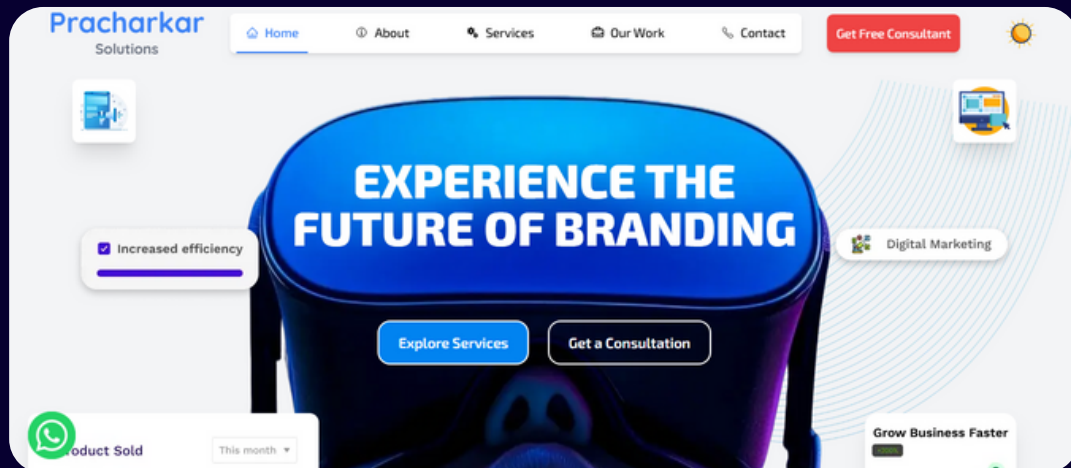 Pracharkar
Solutions
Home
About
Services
Our Work
Contact
Get Free Consultant
EXPERIENCE THE
FUTURE OF BRANDING
Increased efficiency
Digital Marketing
Explore Services
Get a Consultation
oduct Sold
This month
Grow Business Faster